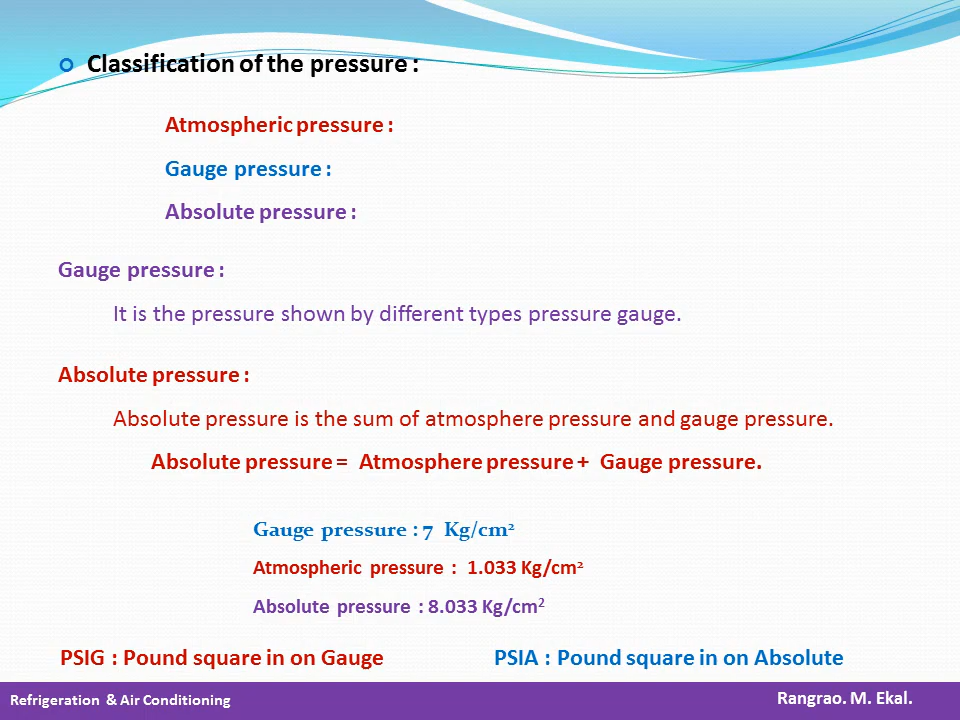 Classification of the pressure :
Atmospheric pressure :
Gauge pressure :
Absolute pressure :
Gauge pressure :
It is the pressure shown by different types pressure gauge.
Absolute pressure :
Absolute pressure is the sum of atmosphere pressure and gauge pressure.
Absolute pressure = Atmosphere pressure + Gauge pressure.
Gauge pressure : 7 Kg/cm²
Atmospheric pressure : 1.033 Kg/cm²
Absolute pressure : 8.033 Kg/cm²
PSIG : Pound square in on Gauge PSIA : Pound square in on Absolute
Refrigeration & Air Conditioning Rangrao. M. Ekal.